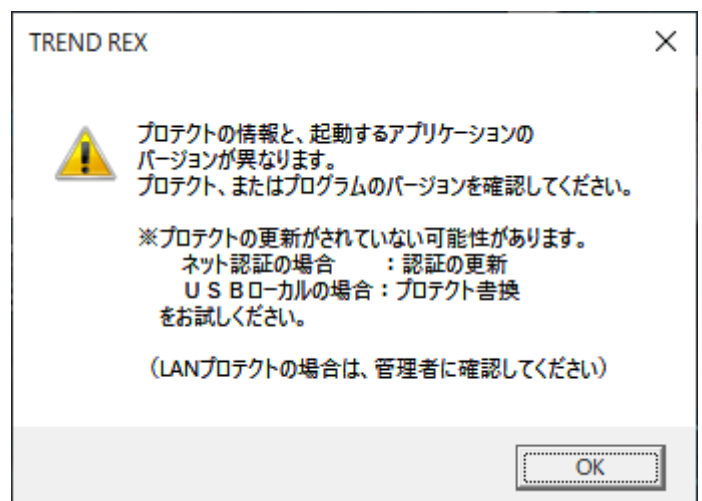 TREND REX
プロテクトの情報と、起動するアプリケーションの
バージョンが異なります。
プロテクト、またはプログラムのバージョンを確認してください。
※プロテクトの更新がされていない可能性があります。
ネット認証の場合　　：認証の更新
ＵＳＢローカルの場合：プロテクト書換
をお試しください。
（LANプロテクトの場合は、管理者に確認してください）
OK